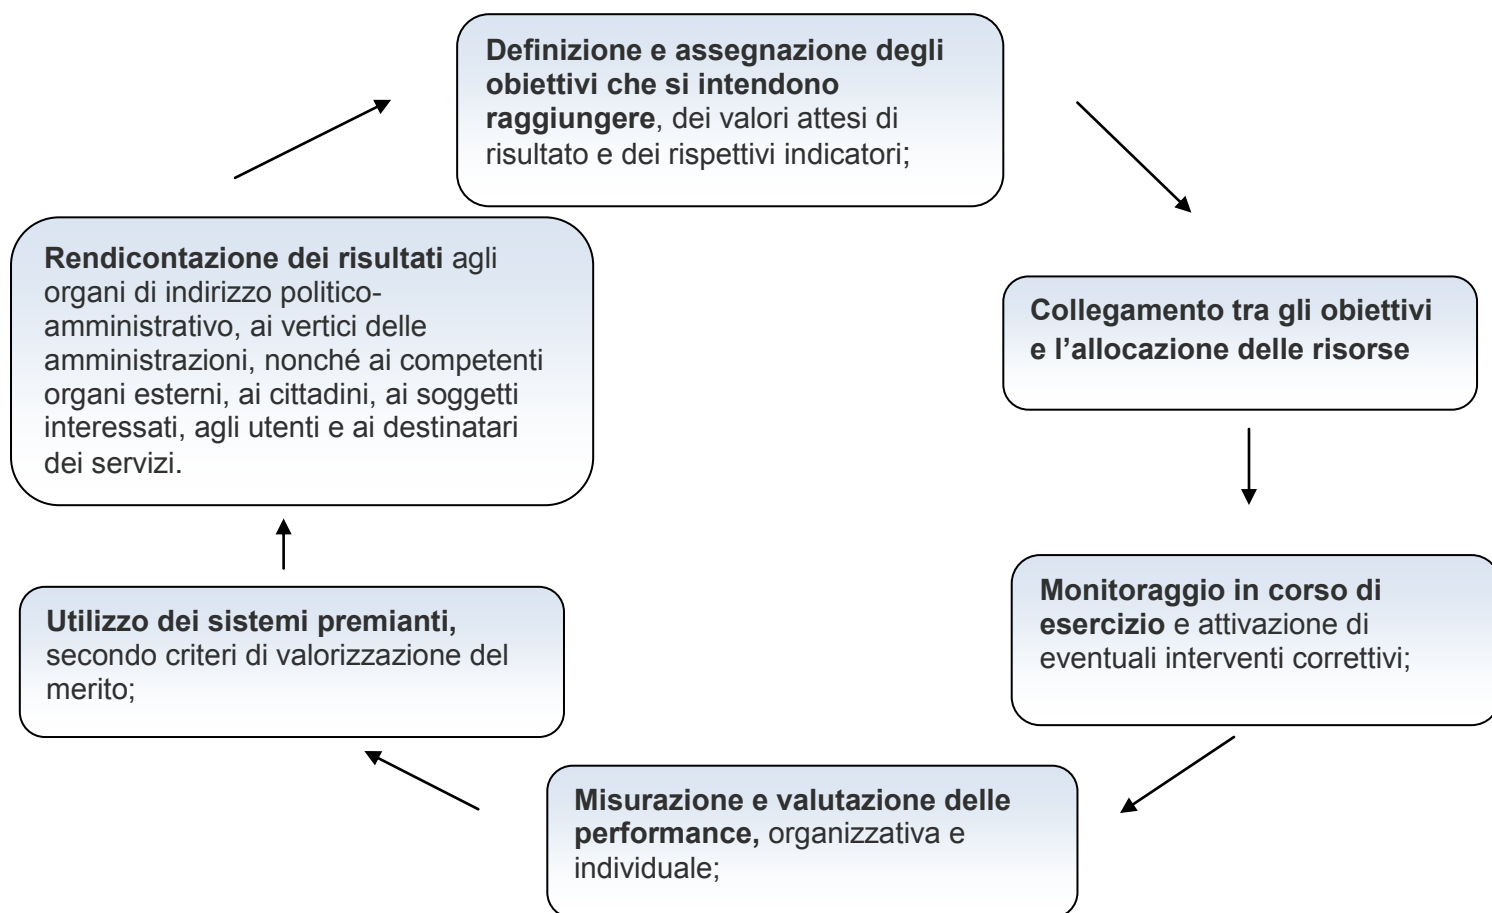 Definizione e assegnazione degli
obiettivi che si intendono
raggiungere, dei valori attesi di
risultato e dei rispettivi indicatori;
Collegamento tra gli obiettivi
e l’allocazione delle risorse
Monitoraggio in corso di
esercizio e attivazione di
eventuali interventi correttivi;
Misurazione e valutazione delle
performance, organizzativa e
individuale;
Utilizzo dei sistemi premianti,
secondo criteri di valorizzazione del
merito;
Rendicontazione dei risultati agli
organi di indirizzo politico-
amministrativo, ai vertici delle
amministrazioni, nonché ai competenti
organi esterni, ai cittadini, ai soggetti
interessati, agli utenti e ai destinatari
dei servizi.